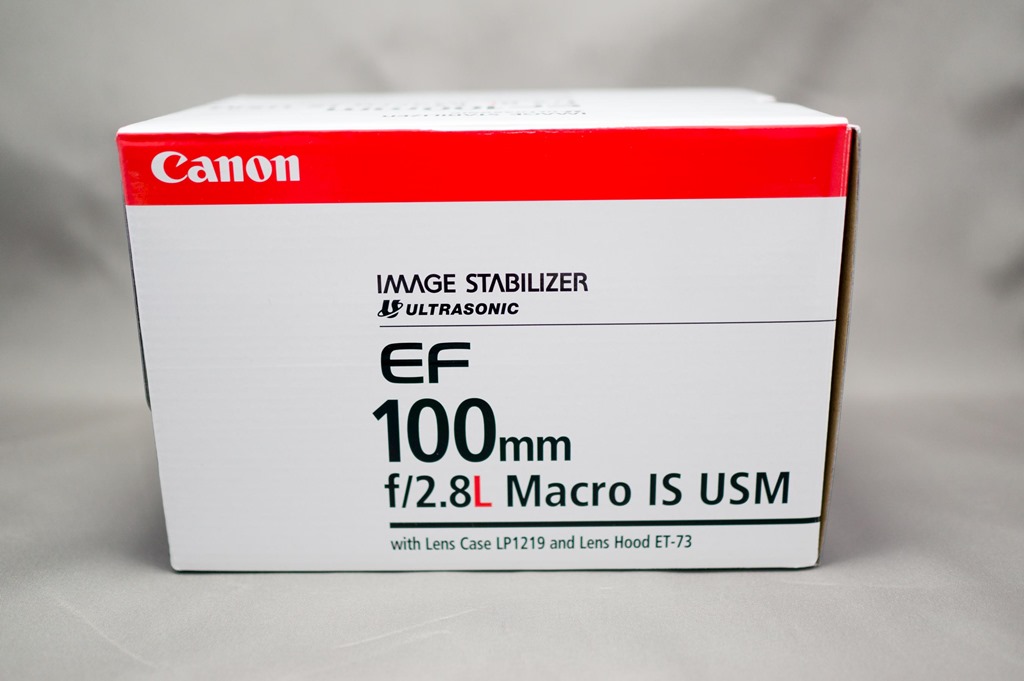 Canon
IMAGE STABILIZER
ULTRASONIC
EF
100mm
f/2.8L Macro IS USM
with Lens Case LP1219 and Lens Hood ET-73